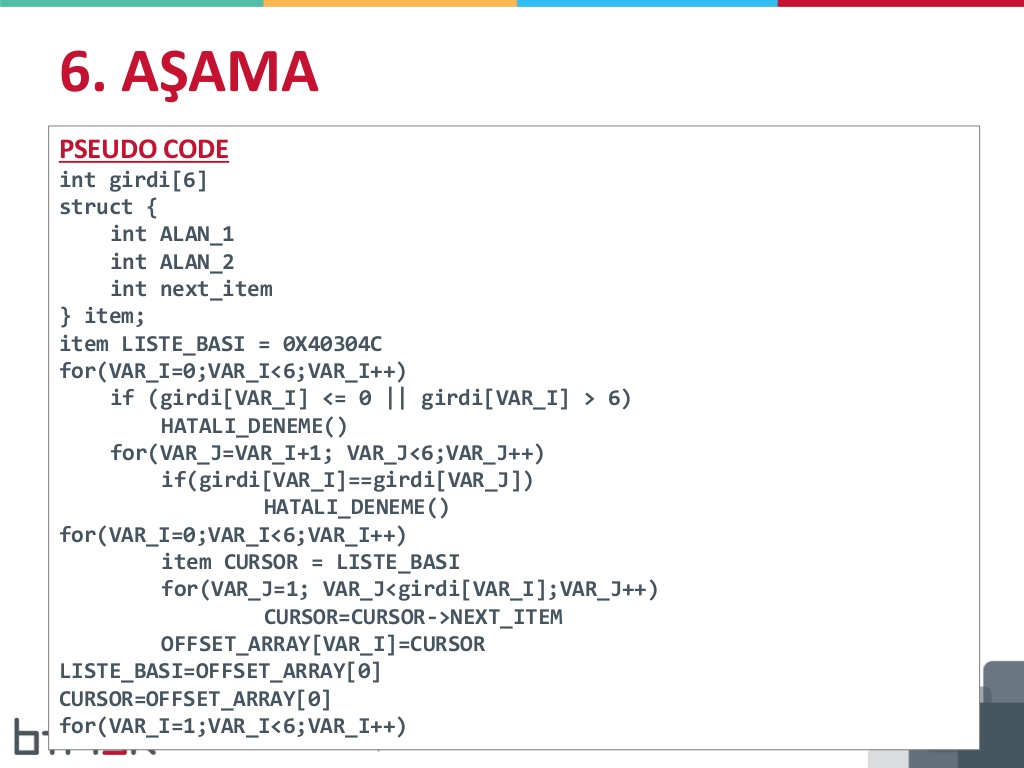 6. AŞAMA
PSEUDO CODE
int girdi[6]
struct {
    int ALAN_1
    int ALAN_2
    int next_item
} item;
item LISTE_BASI = 0X40304C
for(VAR_I=0;VAR_I<6;VAR_I++)
    if (girdi[VAR_I] <= 0 || girdi[VAR_I] > 6)
        HATALI_DENEME()
    for(VAR_J=VAR_I+1; VAR_J<6;VAR_J++)
        if(girdi[VAR_I]==girdi[VAR_J])
                HATALI_DENEME()
for(VAR_I=0;VAR_I<6;VAR_I++)
        item CURSOR = LISTE_BASI
        for(VAR_J=1; VAR_J<girdi[VAR_I];VAR_J++)
                CURSOR=CURSOR->NEXT_ITEM
        OFFSET_ARRAY[VAR_I]=CURSOR
LISTE_BASI=OFFSET_ARRAY[0]
CURSOR=OFFSET_ARRAY[0]
for(VAR_I=1;VAR_I<6;VAR_I++)